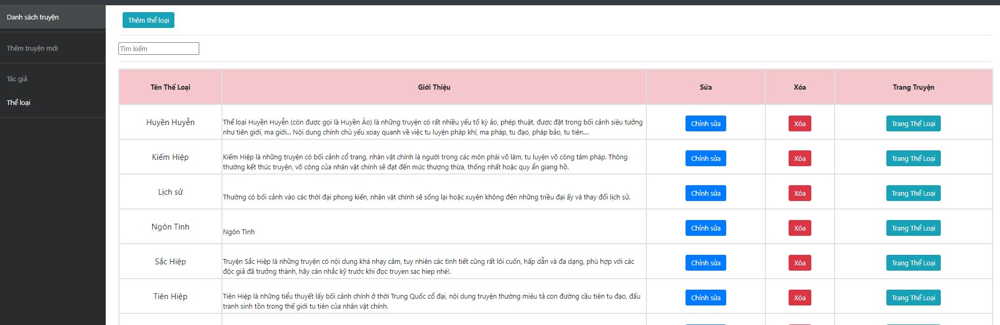 Danh sách truyện
Thêm truyện mới
Tác giả
Thể loại
Thêm thể loại
Tìm kiếm
Tên Thể Loại Giới Thiệu Sửa Xóa Trang Truyện
Huyền Huyễn
Thể loại Huyền Huyễn (còn được gọi là Huyền Ảo) là những truyện có rất nhiều yếu tố kỳ ảo, phép thuật, được đặt trong bối cảnh siêu tưởng
như tiên giới, ma giới... Nội dung chính chủ yếu xoay quanh về việc tu luyện pháp khí, ma pháp, tu đạo, pháp bảo, tu tiên....
Chỉnh sửa Xóa Trang Thể Loại
Kiếm Hiệp
Kiếm Hiệp là những truyện có bối cảnh cổ trang, nhân vật chính là người trong các môn phái võ lâm, tu luyện võ công tâm pháp. Thông
thường kết thúc truyện, võ công của nhân vật chính sẽ đạt đến mức thượng thừa, thống nhất hoặc quy ẩn giang hồ.
Chỉnh sửa Xóa Trang Thể Loại
Lịch sử
Thường có bối cảnh vào các thời đại phong kiến, nhân vật chính sẽ sống lại hoặc xuyên không đến những triều đại ấy và thay đổi lịch sử.
Chỉnh sửa Xóa Trang Thể Loại
Ngôn Tình
Ngôn Tình
Chỉnh sửa Xóa Trang Thể Loại
Sắc Hiệp
Truyện Sắc Hiệp là những truyện có nội dung khá nhạy cảm, tuy nhiên các tình tiết cũng rất lôi cuốn, hấp dẫn và đa dạng, phù hợp với các
độc giả đã trưởng thành, hãy cân nhắc kỹ trước khi đọc truyen sac hiep nhé!.
Chỉnh sửa Xóa Trang Thể Loại
Tiên Hiệp
Tiên Hiệp là những tiểu thuyết lấy bối cảnh chính ở thời Trung Quốc cổ đại, nội dung truyện thường miêu tả con đường cầu tiên tu đạo, đấu
tranh sinh tồn trong thế giới tu tiên của nhân vật chính.
Chỉnh sửa Xóa Trang Thể Loại